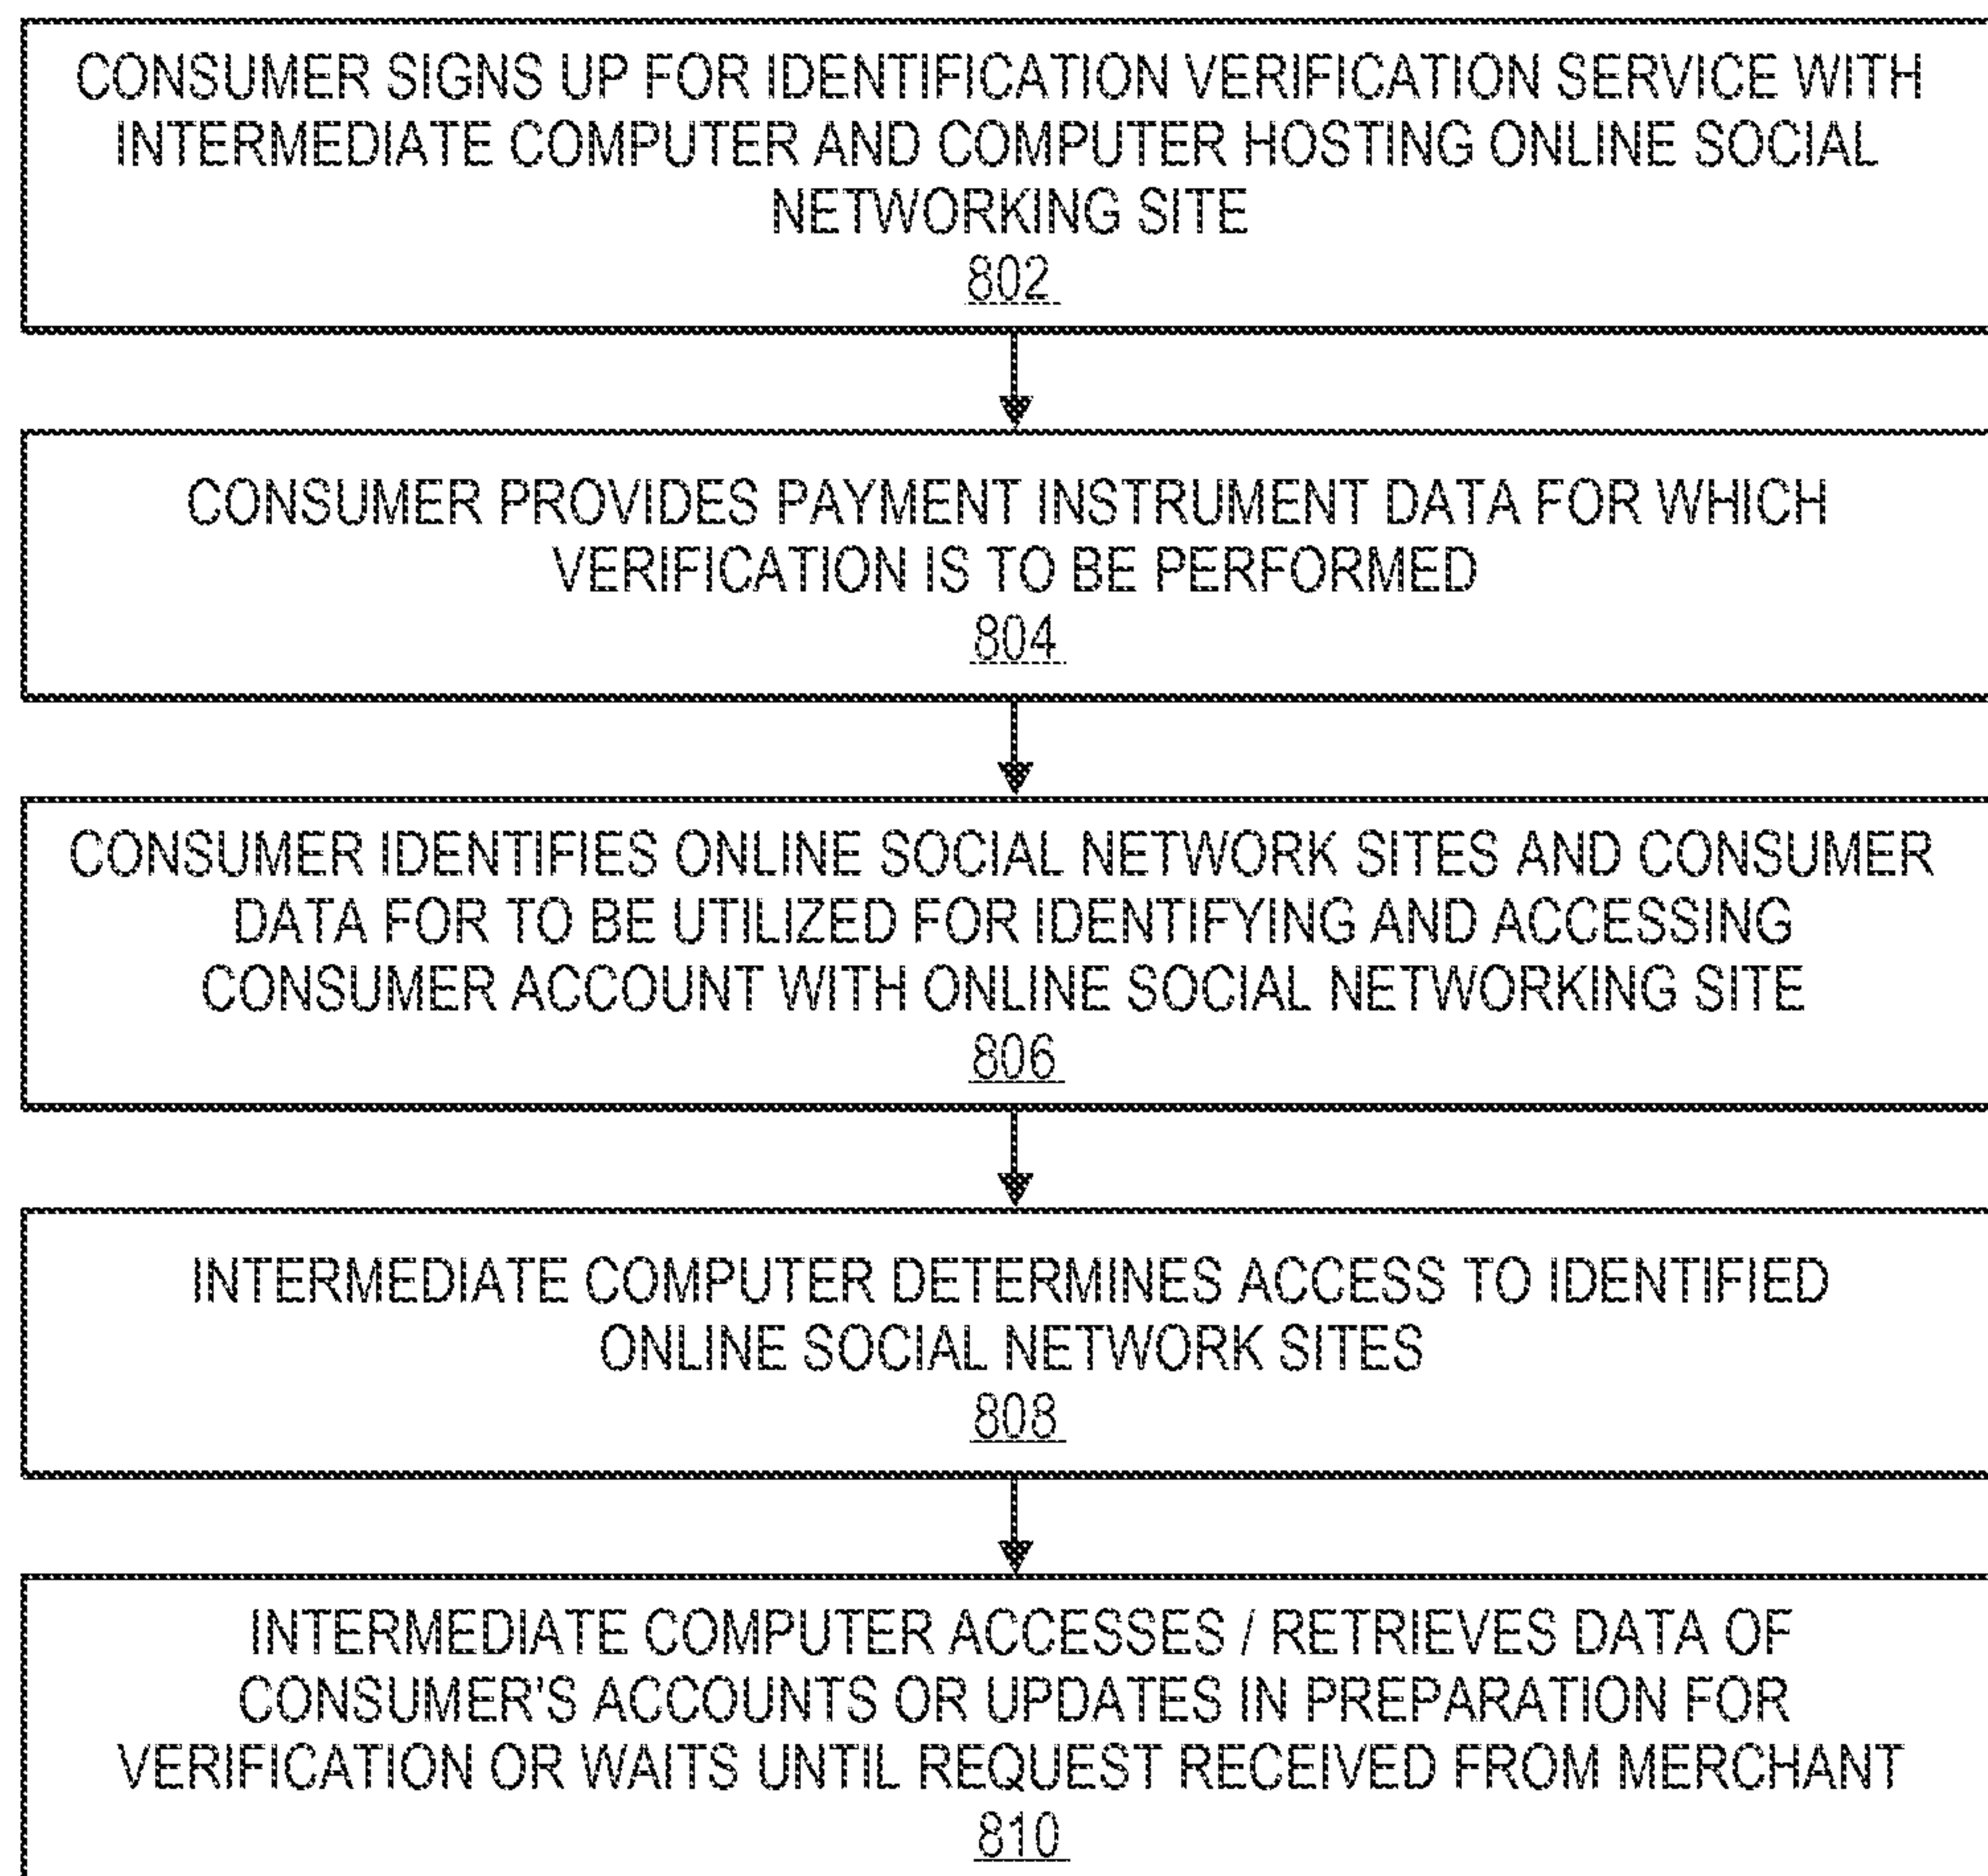 CONSUMER SIGNS UP FOR IDENTIFICATION VERIFICATION SERVICE WITH
INTERMEDIATE COMPUTER AND COMPUTER HOSTING ONLINE SOCIAL
NETWORKING SITE
802
CONSUMER PROVIDES PAYMENT INSTRUMENT DATA FOR WHICH
VERIFICATION IS TO BE PERFORMED
804
CONSUMER IDENTIFIES ONLINE SOCIAL NETWORK SITES AND CONSUMER
DATA FOR TO BE UTILIZED FOR IDENTIFYING AND ACCESSING
CONSUMER ACCOUNT WITH ONLINE SOCIAL NETWORKING SITE
806
INTERMEDIATE COMPUTER DETERMINES ACCESS TO IDENTIFIED
ONLINE SOCIAL NETWORK SITES
808
INTERMEDIATE COMPUTER ACCESSES / RETRIEVES DATA OF
CONSUMER'S ACCOUNTS OR UPDATES IN PREPARATION FOR
VERIFICATION OR WAITS UNTIL REQUEST RECEIVED FROM MERCHANT
810